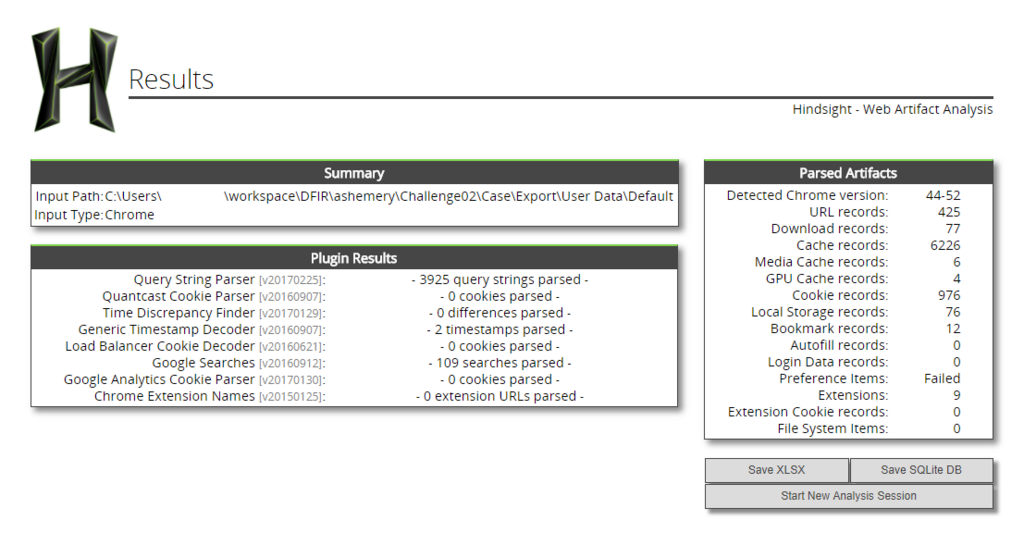 Results
Hindsight - Web Artifact Analysis
Summary
Input Path: C:\Users\ \workspace\DFIR\ashemery\Challenge02\Case\Export\User Data\Default
Input Type: Chrome
Plugin Results
Query String Parser [v20170225]: - 3925 query strings parsed -
Quantcast Cookie Parser [v20160907]: - 0 cookies parsed -
Time Discrepancy Finder [v20170129]: - 0 differences parsed -
Generic Timestamp Decoder [v20160907]: - 2 timestamps parsed -
Load Balancer Cookie Decoder [v20160621]: - 0 cookies parsed -
Google Searches [v20160912]: - 109 searches parsed -
Google Analytics Cookie Parser [v20170130]: - 0 cookies parsed -
Chrome Extension Names [v20150125]: - 0 extension URLs parsed -
Parsed Artifacts
Detected Chrome version: 44-52
URL records: 425
Download records: 77
Cache records: 6226
Media Cache records: 6
GPU Cache records: 4
Cookie records: 976
Local Storage records: 76
Bookmark records: 12
Autofill records: 0
Login Data records: 0
Preference Items: Failed
Extensions: 9
Extension Cookie records: 0
File System Items: 0
Save XLSX
Save SQLite DB
Start New Analysis Session